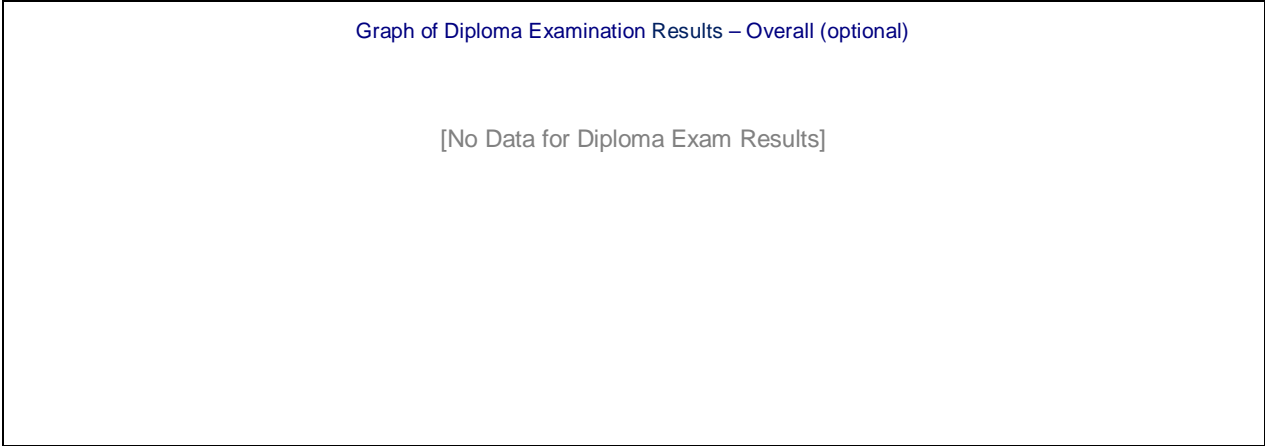 Graph of Diploma Examination Results – Overall (optional)
[No Data for Diploma Exam Results]